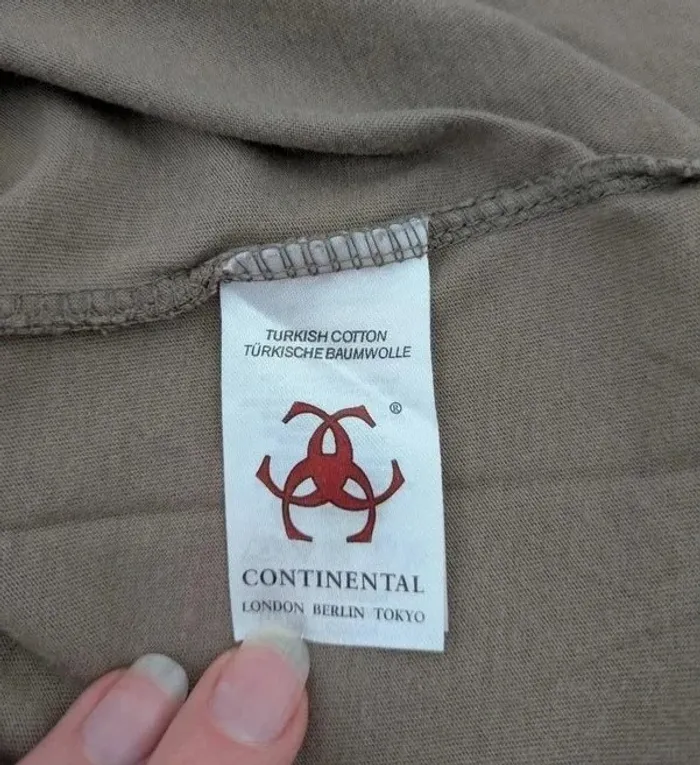 TURKISH COTTON
TÜRKISCHE BAUMWOLLE
®
CONTINENTAL
LONDON BERLIN TOKYO